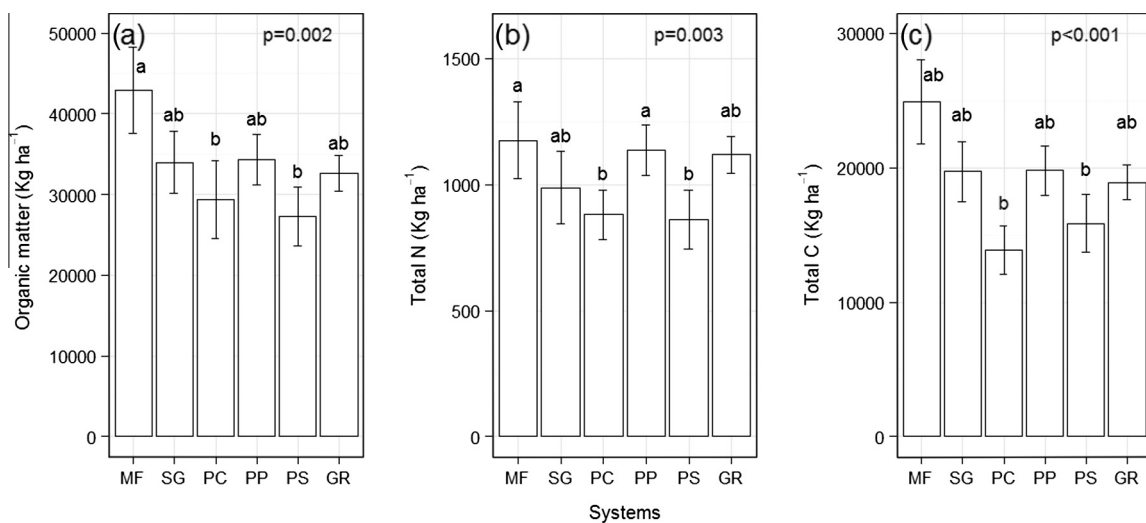 (a)
p=0.002
50000
40000
30000
20000
10000
0
Organic matter (Kg ha⁻¹)
a
ab
b
ab
b
ab
MF SG PC PP PS GR
(b)
p=0.003
1500
1000
500
0
Total N (Kg ha⁻¹)
a
ab
b
a
b
ab
MF SG PC PP PS GR
(c)
p<0.001
30000
20000
10000
0
Total C (Kg ha⁻¹)
ab
ab
b
ab
b
ab
MF SG PC PP PS GR
Systems